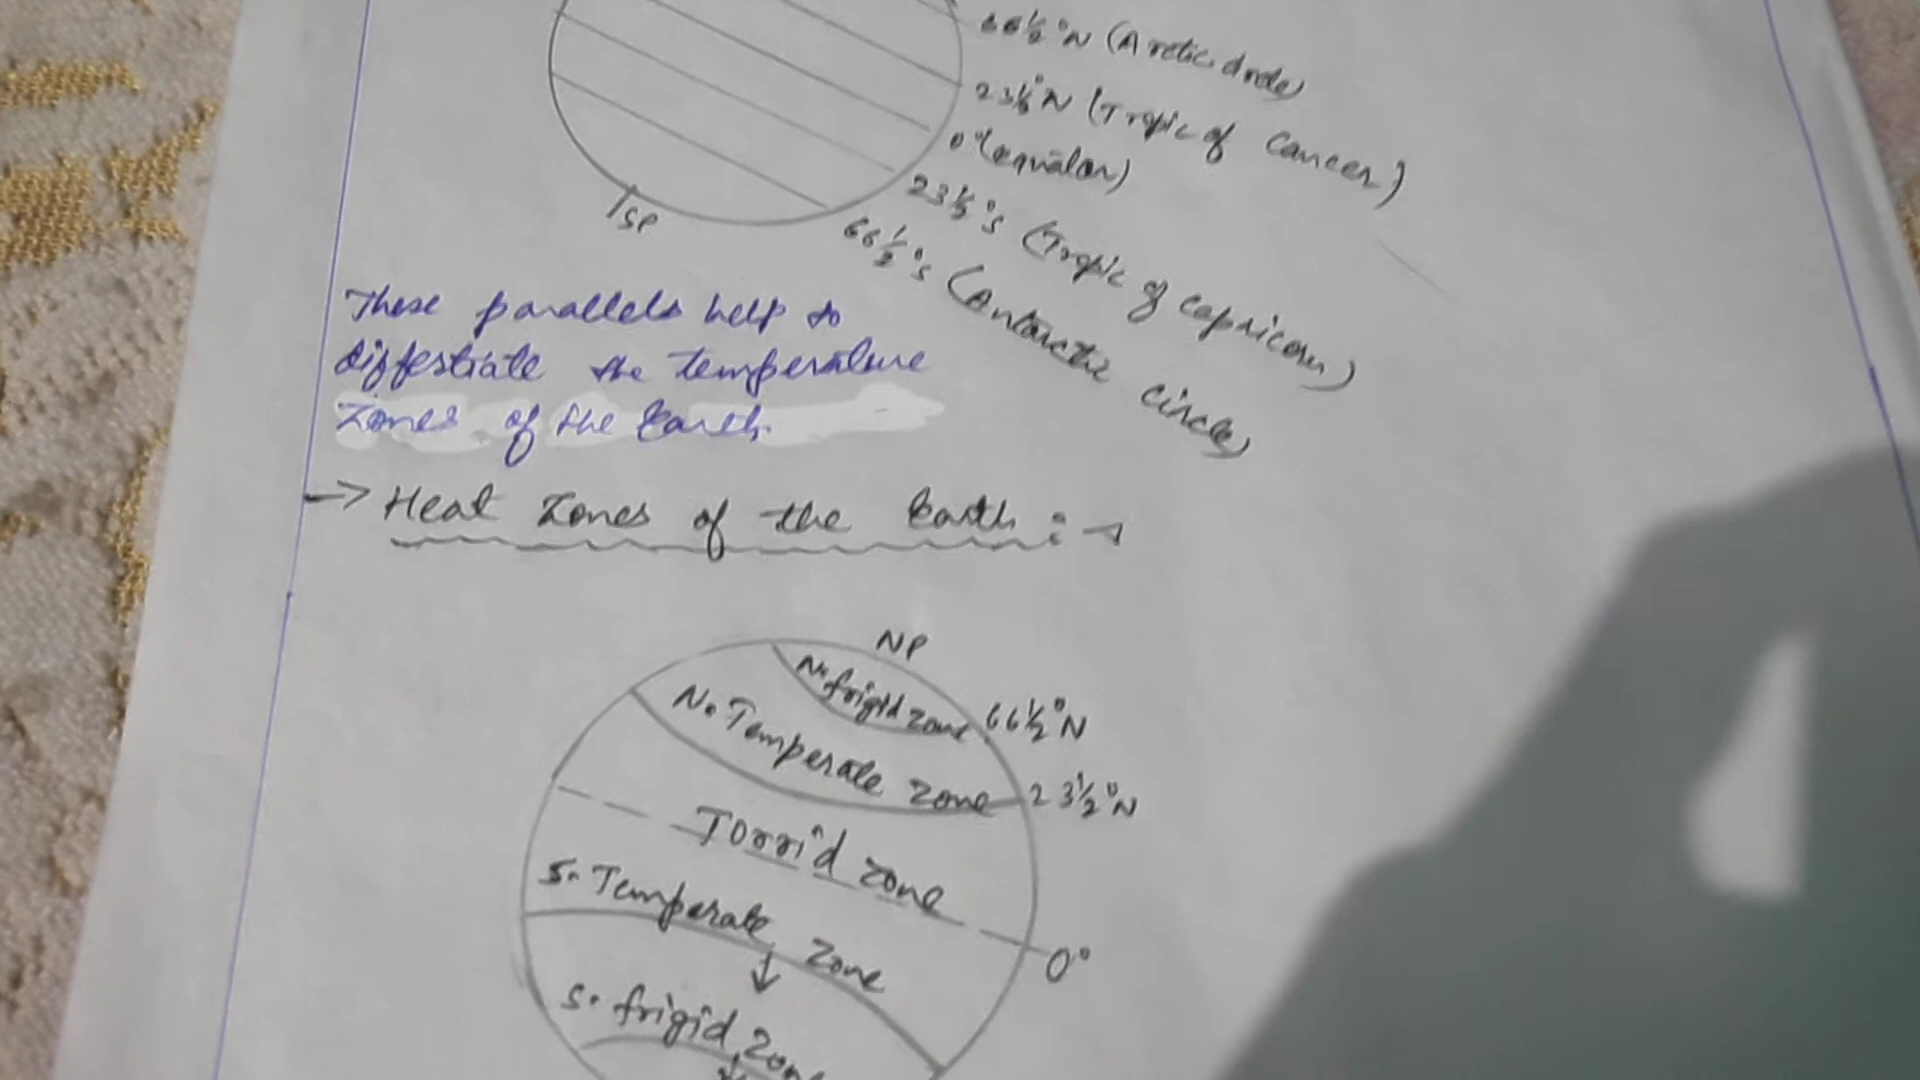 66½°N (Arctic circle)
23½°N (Tropic of Cancer)
0° (equator)
23½°S (Tropic of Capricorn)
66½°S (Antarctic circle)
SP
These parallels help to
diffestiate the temperature
zones of the Earth.
→ Heat Zones of the Earth :→
NP
N. frigid zone 66½°N
N. Temperate zone 23½°N
Torrid zone
0°
S. Temperate zone
S. frigid zone